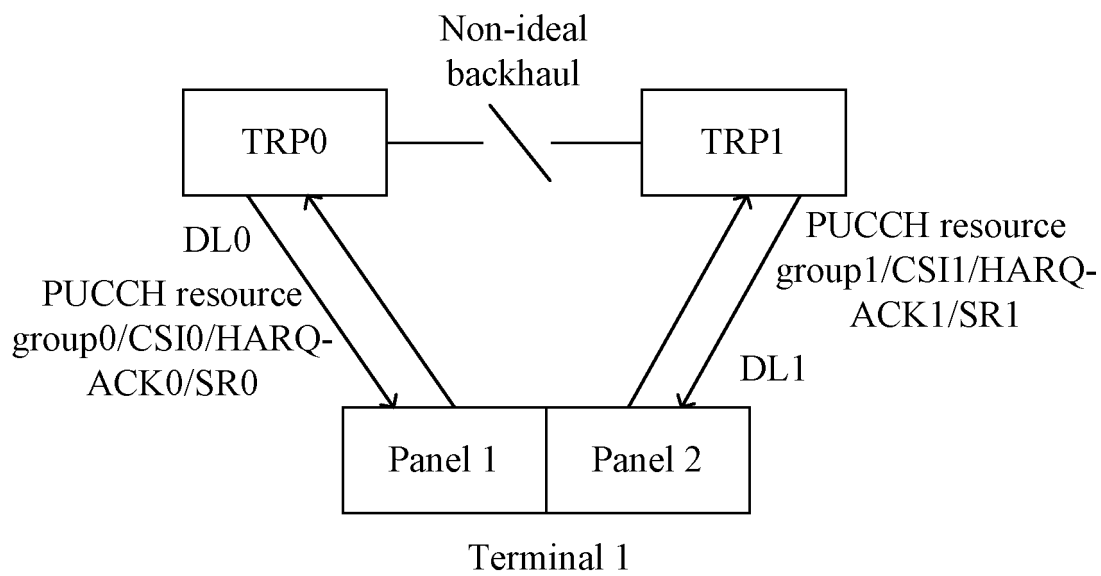 Non-ideal
backhaul
TRP0
TRP1
DL0
PUCCH resource
group0/CSI0/HARQ-
ACK0/SR0
PUCCH resource
group1/CSI1/HARQ-
ACK1/SR1
DL1
Panel 1
Panel 2
Terminal 1